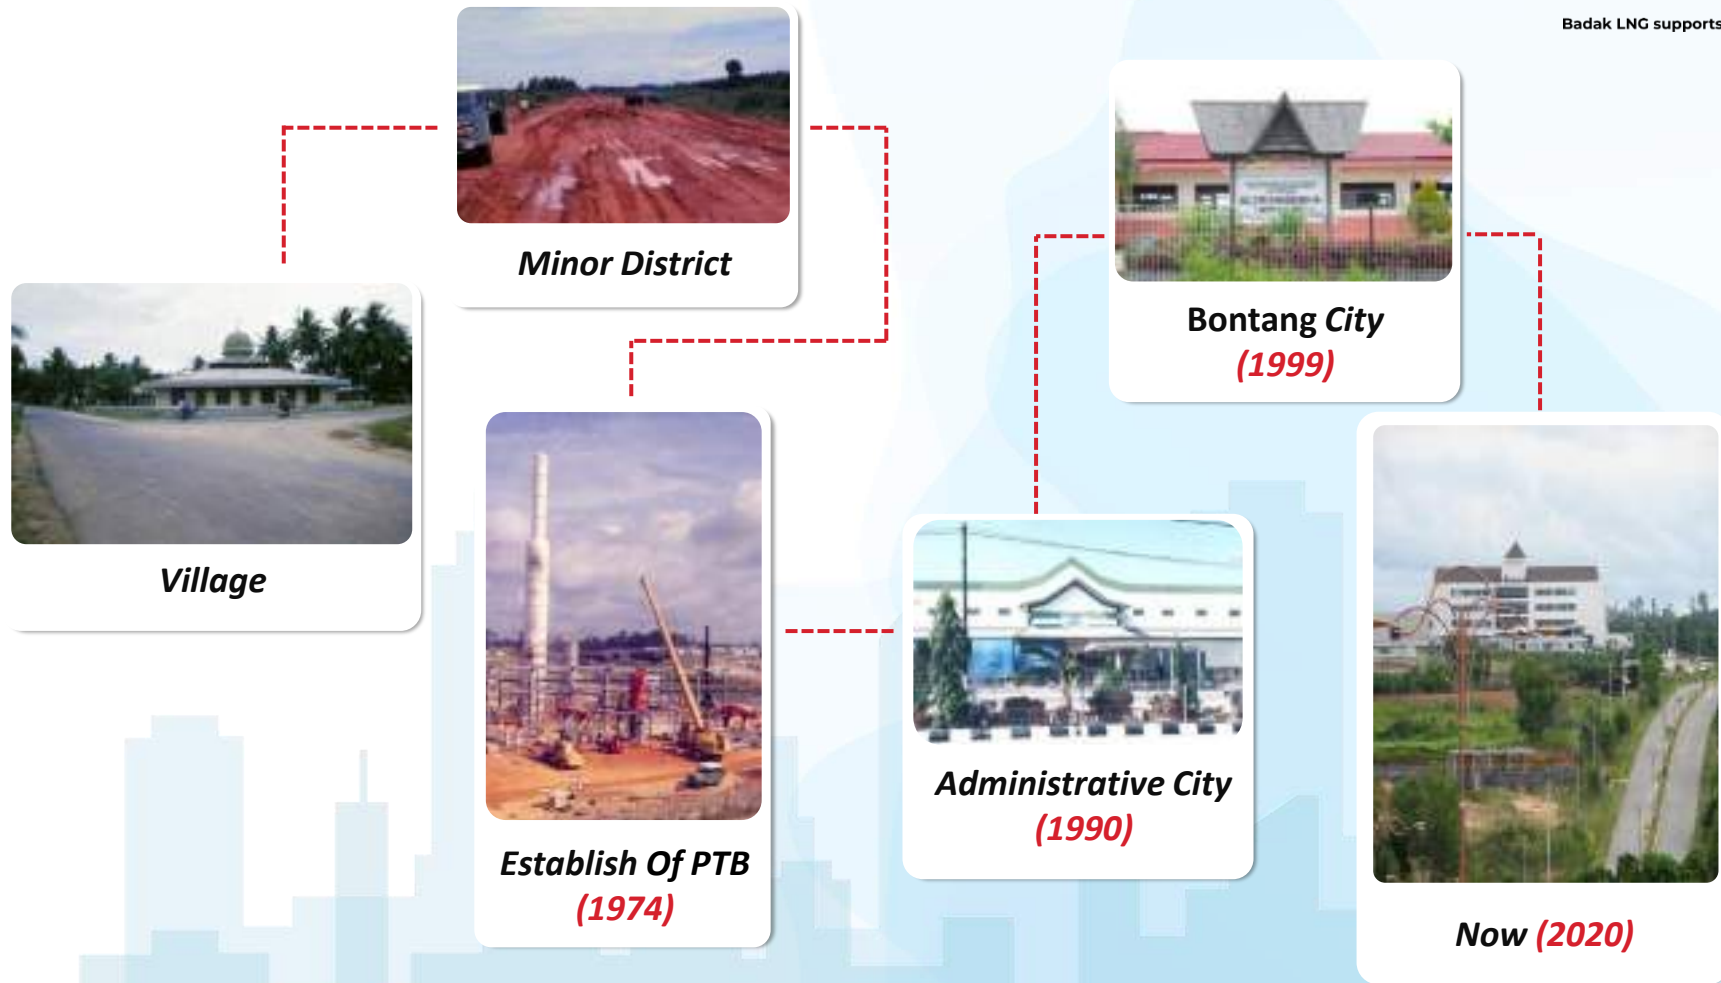 Badak LNG supports
Minor District
Village
Establish Of PTB
(1974)
Administrative City
(1990)
Bontang City
(1999)
Now (2020)